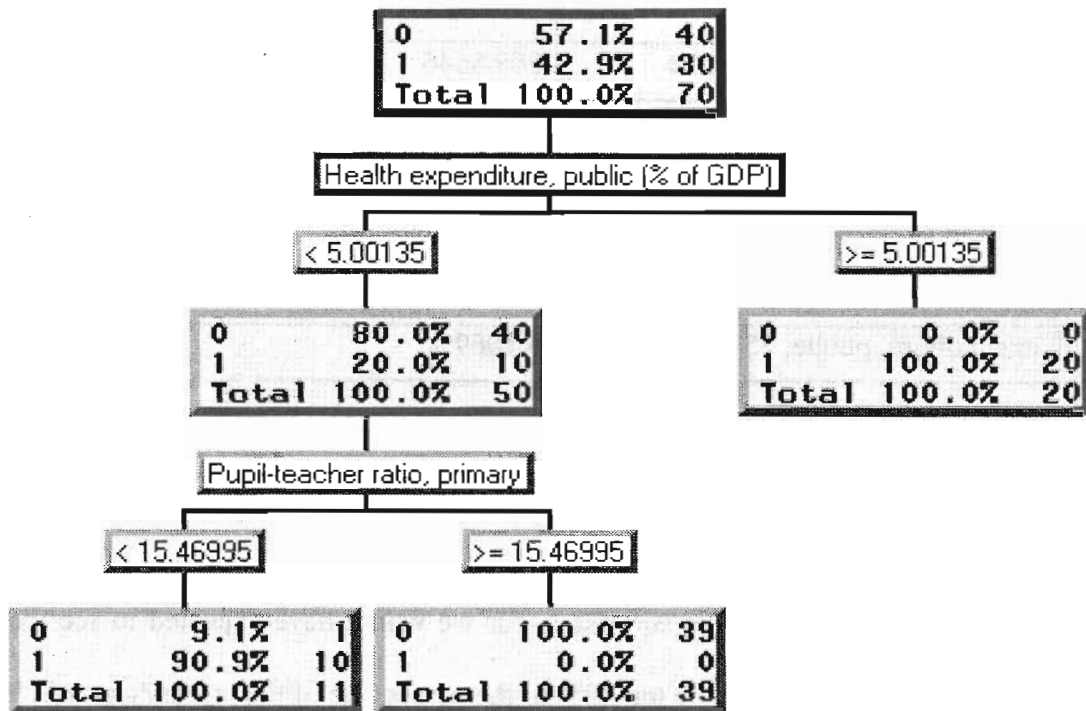 0 57.1% 40
1 42.9% 30
Total 100.0% 70
Health expenditure, public (% of GDP)
< 5.00135
>= 5.00135
0 80.0% 40
1 20.0% 10
Total 100.0% 50
0 0.0% 0
1 100.0% 20
Total 100.0% 20
Pupil-teacher ratio, primary
< 15.46995
>= 15.46995
0 9.1% 1
1 90.9% 10
Total 100.0% 11
0 100.0% 39
1 0.0% 0
Total 100.0% 39